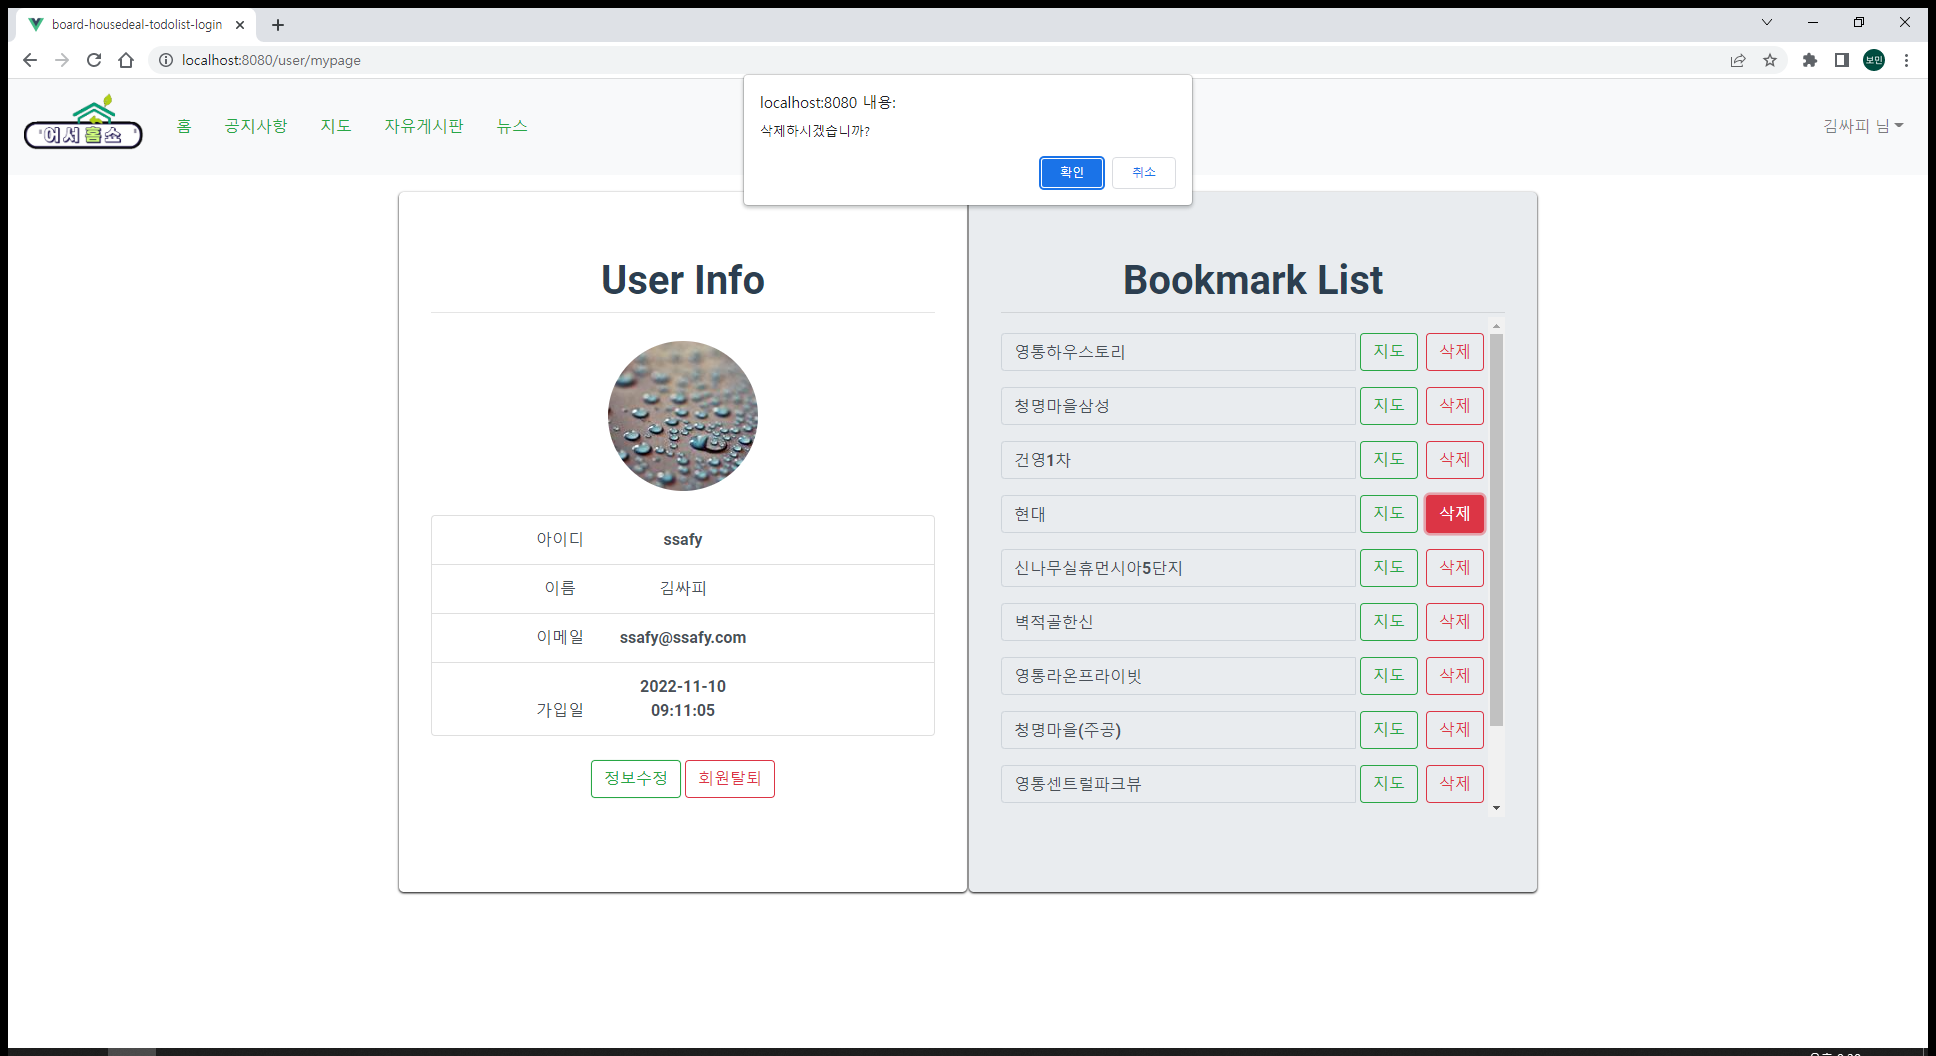 board-housedeal-todolist-login
localhost:8080/user/mypage
보민
localhost:8080 내용:
삭제하시겠습니까?
확인 취소
어서홈쇼
홈 공지사항 지도 자유게시판 뉴스
김싸피 님
User Info
아이디 ssafy
이름 김싸피
이메일 ssafy@ssafy.com
2022-11-10
가입일 09:11:05
정보수정 회원탈퇴
Bookmark List
영통하우스토리 지도 삭제
청명마을삼성 지도 삭제
건영1차 지도 삭제
현대 지도 삭제
신나무실휴먼시아5단지 지도 삭제
벽적골한신 지도 삭제
영통라온프라이빗 지도 삭제
청명마을(주공) 지도 삭제
영통센트럴파크뷰 지도 삭제